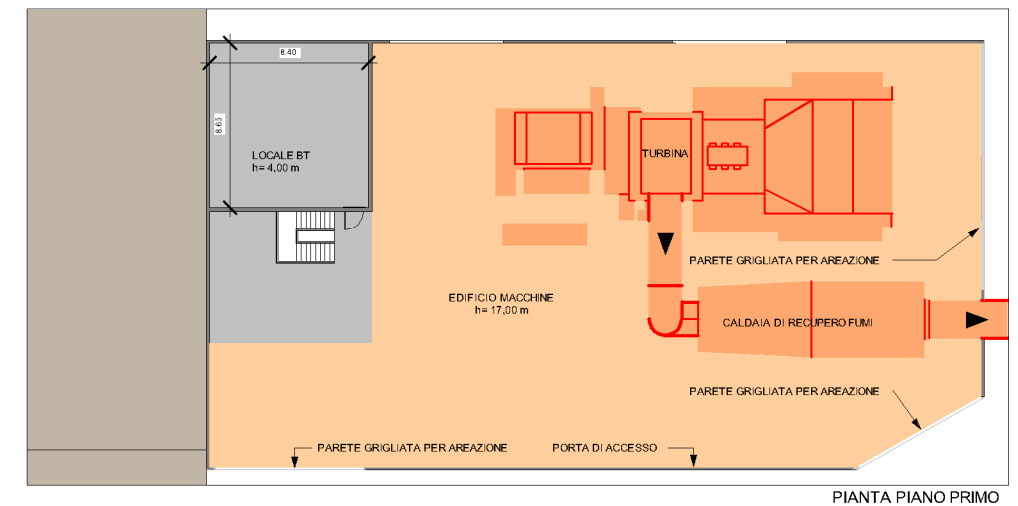 8.40
8.65
LOCALE BT
h= 4,00 m
TURBINA
PARETE GRIGLIATA PER AREAZIONE
EDIFICIO MACCHINE
h= 17,00 m
CALDAIA DI RECUPERO FUMI
PARETE GRIGLIATA PER AREAZIONE
PARETE GRIGLIATA PER AREAZIONE
PORTA DI ACCESSO
PIANTA PIANO PRIMO